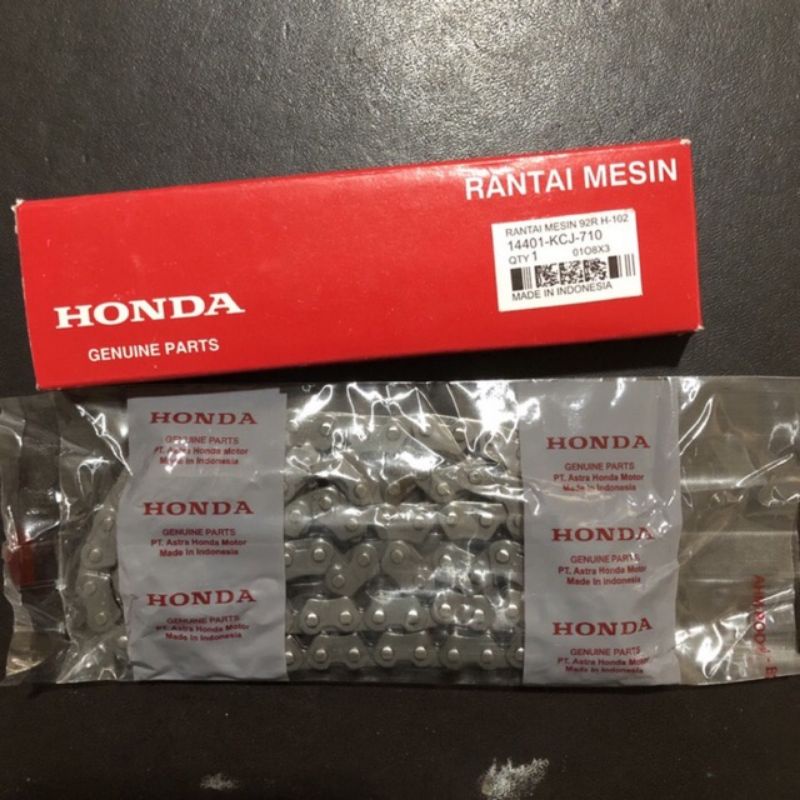 RANTAI MESIN
RANTAI MESIN 92R H-102
14401-KCJ-710
QTY 1 01O8X3
MADE IN INDONESIA
HONDA
GENUINE PARTS
HONDA
GENUINE PARTS
PT. Astra Honda Motor
Made In Indonesia
HONDA
GENUINE PARTS
PT. Astra Honda Motor
Made In Indonesia
HONDA
GENUINE PARTS
PT. Astra Honda Motor
Made In Indonesia
HONDA
GENUINE PARTS
PT. Astra Honda Motor
Made In Indonesia
HONDA
GENUINE PARTS
PT. Astra Honda Motor
Made In Indonesia
HONDA
GENUINE PARTS
PT. Astra Honda Motor
Made In Indonesia